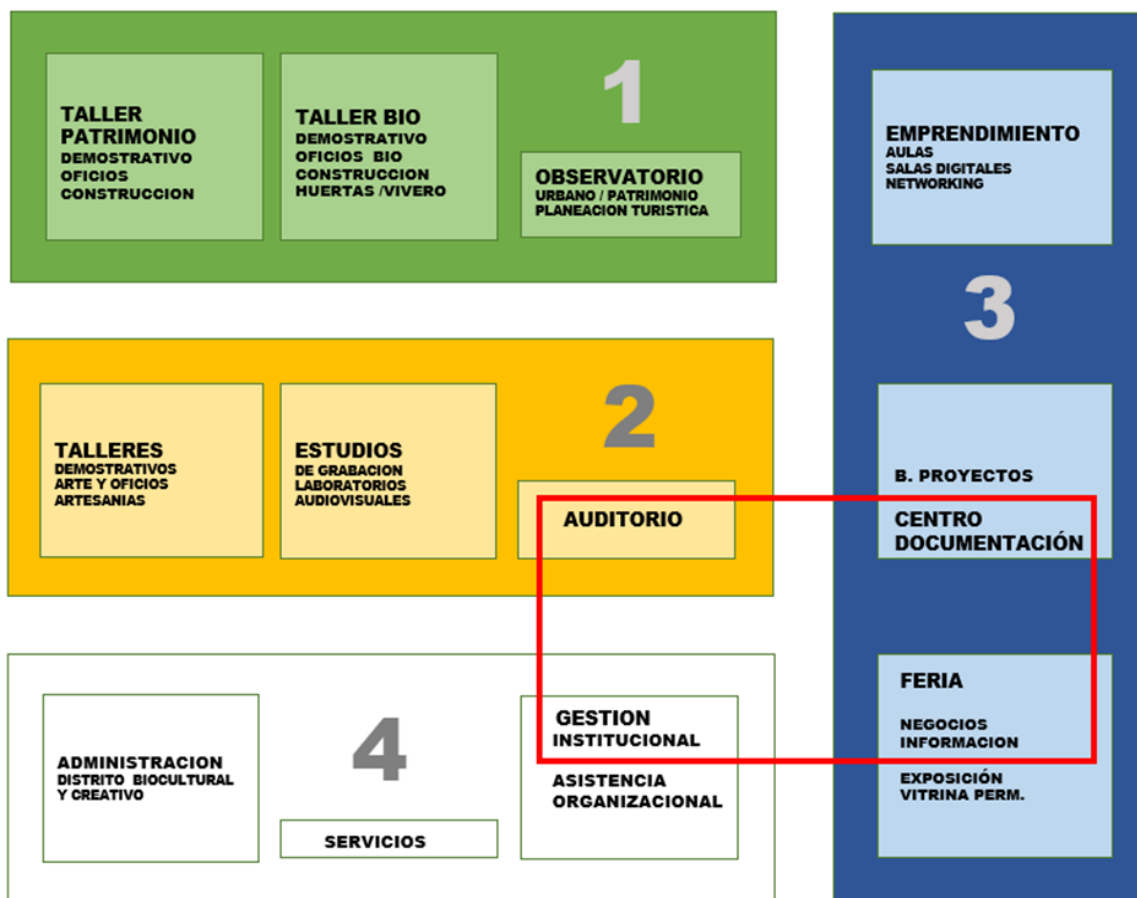 1
TALLER
PATRIMONIO
DEMOSTRATIVO
OFICIOS
CONSTRUCCION
TALLER BIO
DEMOSTRATIVO
OFICIOS BIO
CONSTRUCCION
HUERTAS /VIVERO
OBSERVATORIO
URBANO / PATRIMONIO
PLANEACION TURISTICA
2
TALLERES
DEMOSTRATIVOS
ARTE Y OFICIOS
ARTESANIAS
ESTUDIOS
DE GRABACION
LABORATORIOS
AUDIOVISUALES
AUDITORIO
EMPRENDIMIENTO
AULAS
SALAS DIGITALES
NETWORKING
3
B. PROYECTOS
CENTRO
DOCUMENTACIÓN
FERIA
NEGOCIOS
INFORMACION
EXPOSICIÓN
VITRINA PERM.
ADMINISTRACION
DISTRITO BIOCULTURAL
Y CREATIVO
4
SERVICIOS
GESTION
INSTITUCIONAL
ASISTENCIA
ORGANIZACIONAL